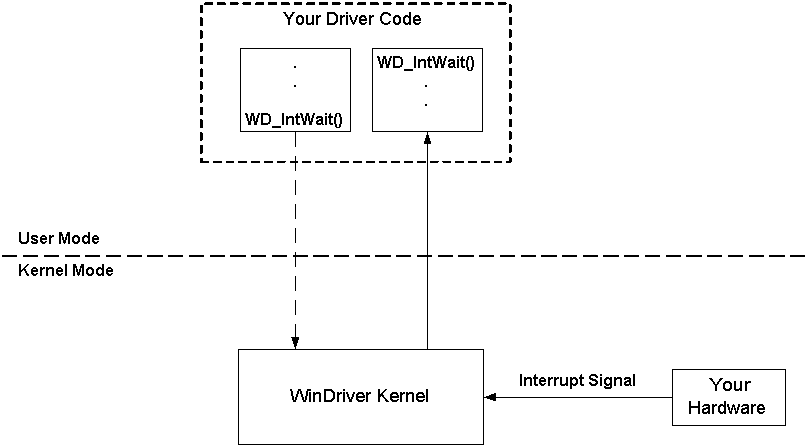 Your Driver Code
.
.
WD_IntWait()
WD_IntWait()
.
.
User Mode
Kernel Mode
WinDriver Kernel
Interrupt Signal
Your
Hardware